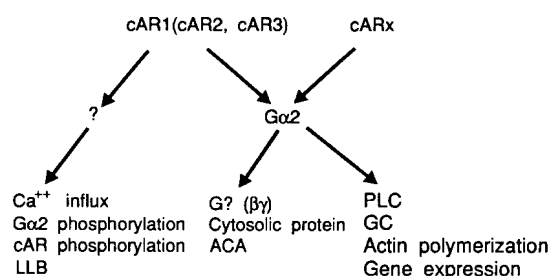 cAR1(cAR2, cAR3) cARx
?
Gα2
Ca++ influx
Gα2 phosphorylation
cAR phosphorylation
LLB
G? (βγ)
Cytosolic protein
ACA
PLC
GC
Actin polymerization
Gene expression